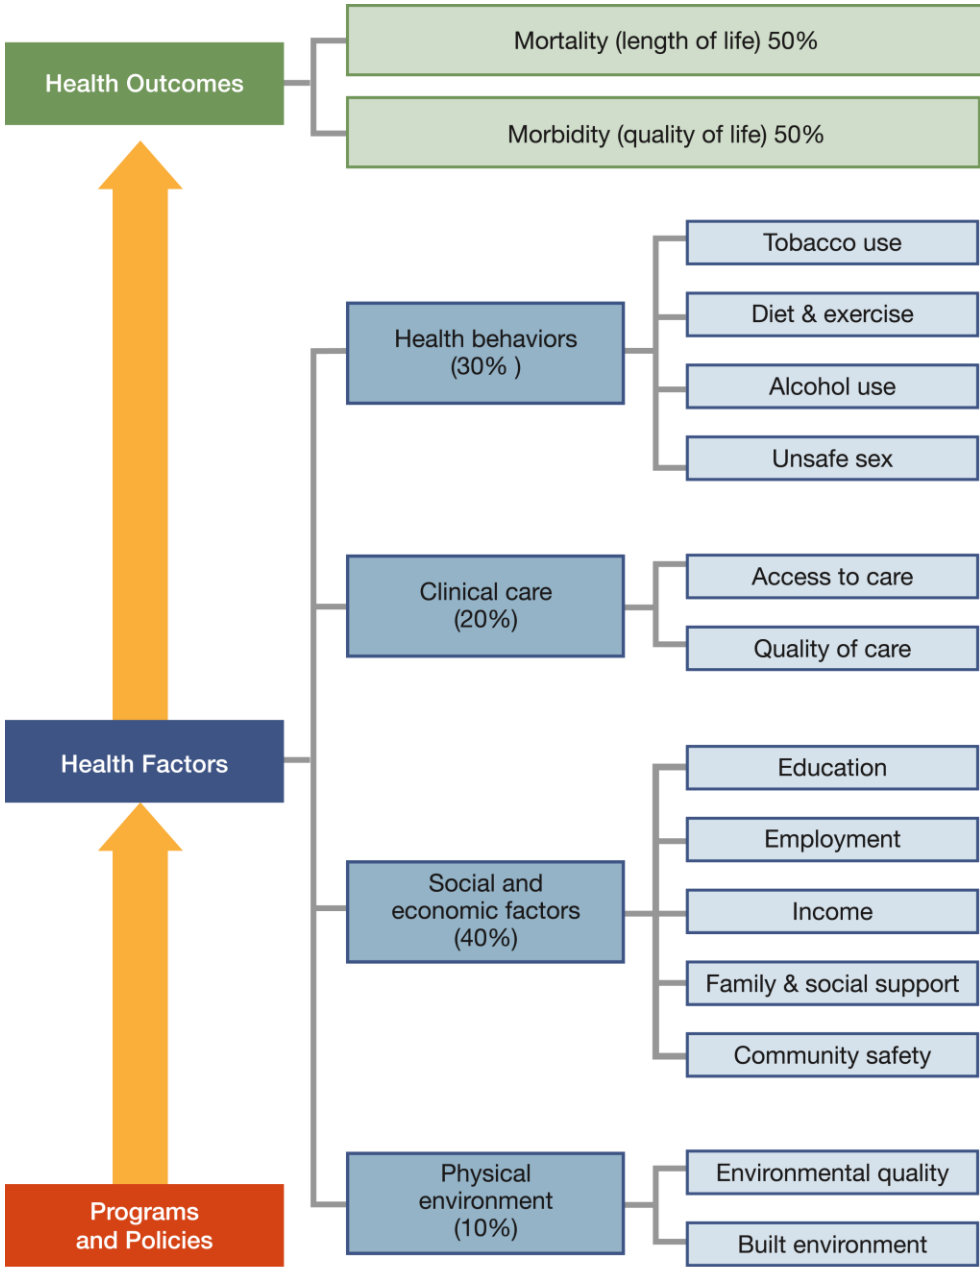 Health Outcomes
Mortality (length of life) 50%
Morbidity (quality of life) 50%
Health Factors
Health behaviors
(30% )
Tobacco use
Diet & exercise
Alcohol use
Unsafe sex
Clinical care
(20%)
Access to care
Quality of care
Social and
economic factors
(40%)
Education
Employment
Income
Family & social support
Community safety
Physical
environment
(10%)
Environmental quality
Built environment
Programs
and Policies